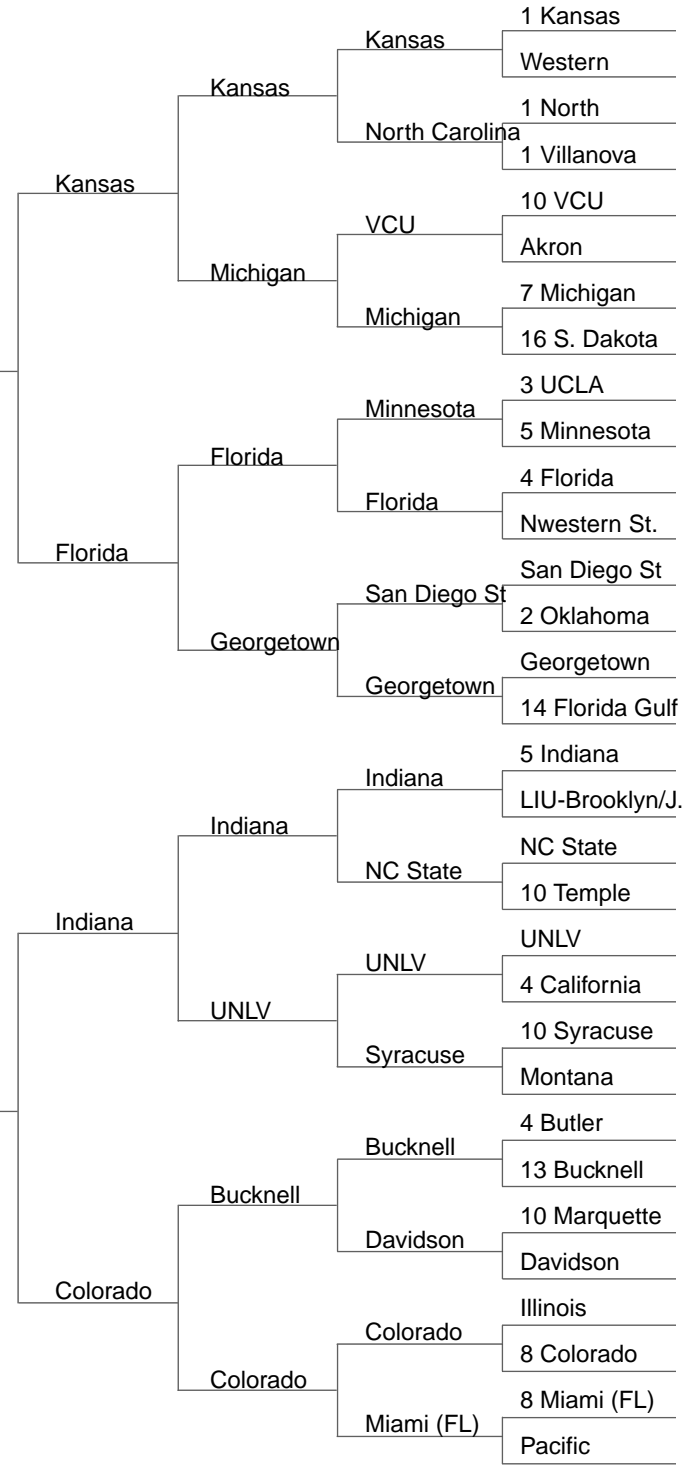 1 Kansas
Kansas
Western
Kansas
1 North
North Carolina
1 Villanova
Kansas
10 VCU
VCU
Akron
Michigan
7 Michigan
Michigan
16 S. Dakota
3 UCLA
Minnesota
5 Minnesota
Florida
4 Florida
Florida
Nwestern St.
Florida
San Diego St
San Diego St
2 Oklahoma
Georgetown
Georgetown
Georgetown
14 Florida Gulf
5 Indiana
Indiana
LIU-Brooklyn/J.
Indiana
NC State
NC State
10 Temple
Indiana
UNLV
UNLV
4 California
UNLV
10 Syracuse
Syracuse
Montana
4 Butler
Bucknell
13 Bucknell
Bucknell
10 Marquette
Davidson
Davidson
Colorado
Illinois
Colorado
8 Colorado
Colorado
8 Miami (FL)
Miami (FL)
Pacific